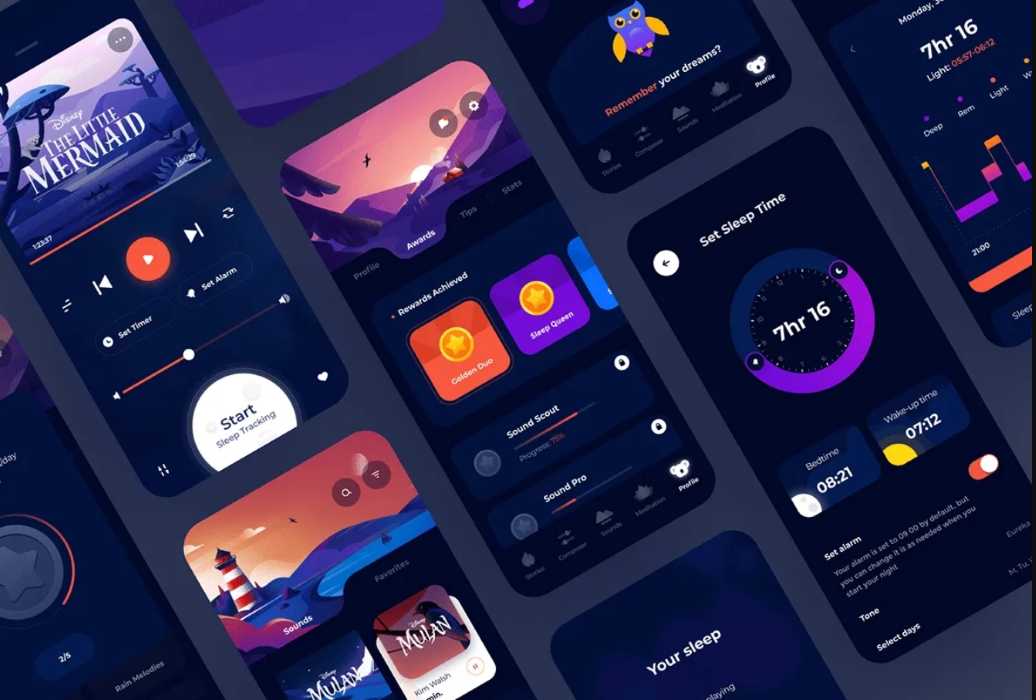 Disney
THE LITTLE
MERMAID
1:23:37
Set Timer
Set Alarm
Start
Sleep Tracking
/day
2/5
Rain Melodies
Profile
Awards
Tips
Stats
Rewards Achieved
Golden Duo
Sleep Queen
Sound Scout
Progress: 75%
Sound Pro
Stories
Composer
Sounds
Meditation
Profile
Sounds
Favorites
Disney
MULAN
Disney
MULAN
Kim Walsh
min.
Remember your dreams?
Stories
Composer
Sounds
Meditation
Profile
Set Sleep Time
7hr 16
Bedtime
08:21
Wake-up time
07:12
Set alarm
Your alarm is set to 09:00 by default, but
you can change it is as needed when you
start your night
Tone
Select days
M, Tu,
Your sleep
playing
Monday, 3
7hr 16
Light: 05:57-06:12
Deep
Rem
Light
W
21:00
Sleep